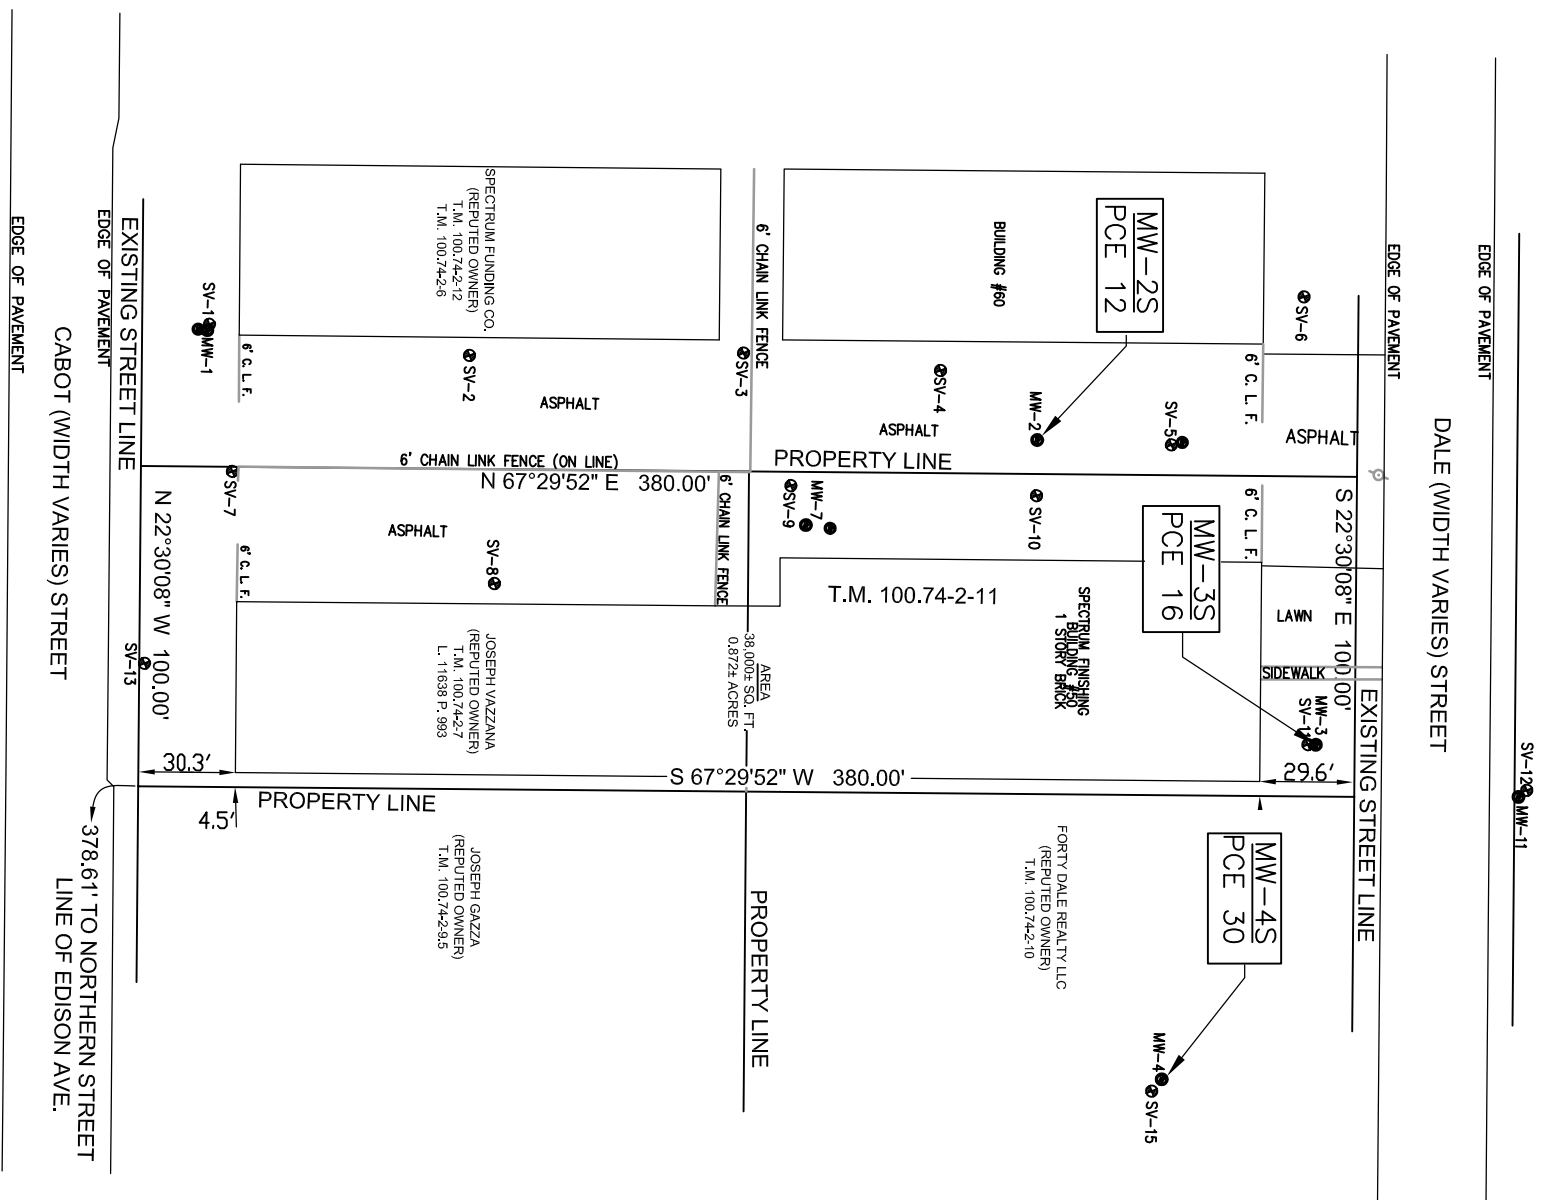 EDGE OF PAVEMENT
CABOT (WIDTH VARIES) STREET
EDGE OF PAVEMENT
EXISTING STREET LINE
N 22°30'08" W 100.00'
SV-13
30.3'
4.5'
378.61' TO NORTHERN STREET
LINE OF EDISON AVE.
SV-1
MW-1
6' C. L. F.
SV-7
6' C. L. F.
SPECTRUM FUNDING CO.
(REPUTED OWNER)
T.M. 100.74-2-12
T.M. 100.74-2-6
SV-2
ASPHALT
SV-3
6' CHAIN LINK FENCE
6' CHAIN LINK FENCE (ON LINE)
N 67°29'52" E 380.00'
PROPERTY LINE
ASPHALT
SV-8
6' CHAIN LINK FENCE
JOSEPH VAZZANA
(REPUTED OWNER)
T.M. 100.74-2-7
L. 11638 P. 993
AREA
38,000± SQ. FT.
0.872± ACRES
PROPERTY LINE
S 67°29'52" W 380.00'
JOSEPH GAZZA
(REPUTED OWNER)
T.M. 100.74-2-9.5
PROPERTY LINE
BUILDING #60
MW-2S
PCE 12
SV-4
ASPHALT
MW-2
SV-5
SV-6
6' C. L. F.
ASPHALT
SV-9
MW-7
SV-10
6' C. L. F.
T.M. 100.74-2-11
SPECTRUM FINISHING
BUILDING #50
1 STORY BRICK
MW-3S
PCE 16
LAWN
SIDEWALK
MW-3
SV-11
29.6'
S 22°30'08" E 100.00'
EXISTING STREET LINE
FORTY DALE REALTY LLC
(REPUTED OWNER)
T.M. 100.74-2-10
MW-4S
PCE 30
MW-4
SV-15
EDGE OF PAVEMENT
DALE (WIDTH VARIES) STREET
EDGE OF PAVEMENT
SV-12
MW-11